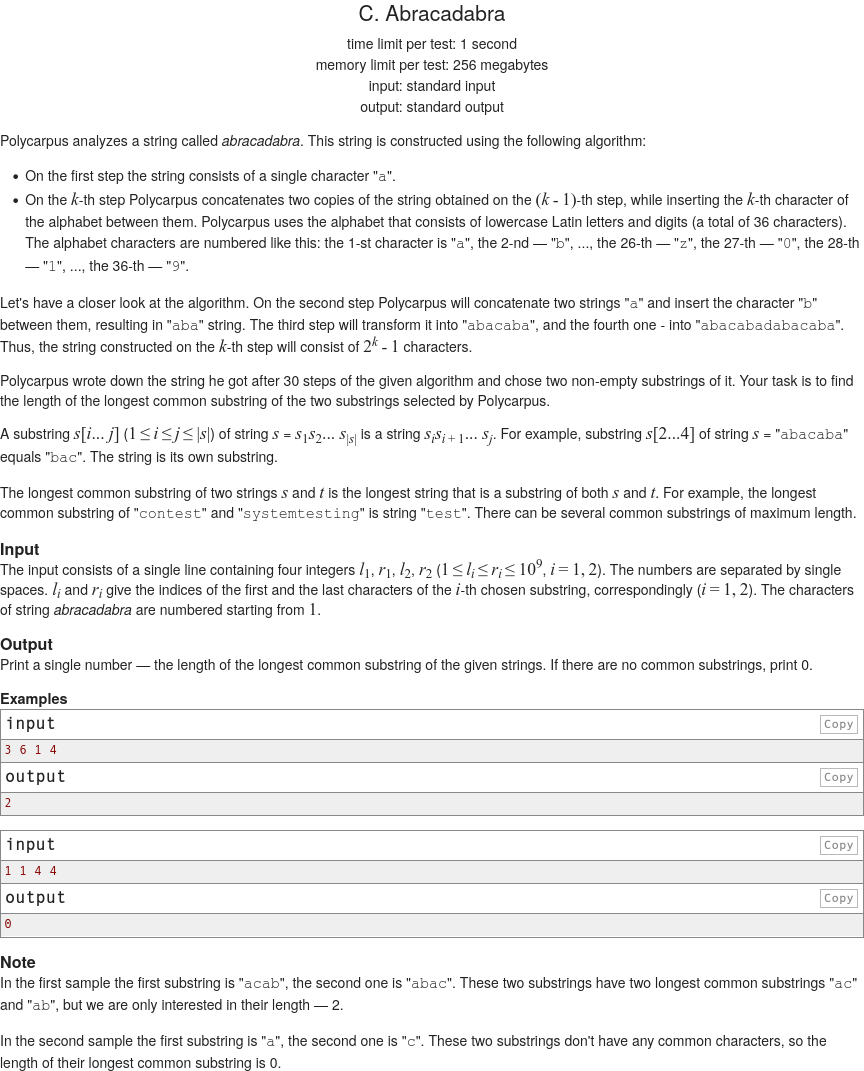 C. Abracadabra
time limit per test: 1 second
memory limit per test: 256 megabytes
input: standard input
output: standard output
Polycarpus analyzes a string called abracadabra. This string is constructed using the following algorithm:
• On the first step the string consists of a single character "a".
• On the k-th step Polycarpus concatenates two copies of the string obtained on the (k - 1)-th step, while inserting the k-th character of
the alphabet between them. Polycarpus uses the alphabet that consists of lowercase Latin letters and digits (a total of 36 characters).
The alphabet characters are numbered like this: the 1-st character is "a", the 2-nd — "b", ..., the 26-th — "z", the 27-th — "0", the 28-th
— "1", ..., the 36-th — "9".
Let's have a closer look at the algorithm. On the second step Polycarpus will concatenate two strings "a" and insert the character "b"
between them, resulting in "aba" string. The third step will transform it into "abacaba", and the fourth one - into "abacabadabacaba".
Thus, the string constructed on the k-th step will consist of 2^k - 1 characters.
Polycarpus wrote down the string he got after 30 steps of the given algorithm and chose two non-empty substrings of it. Your task is to find
the length of the longest common substring of the two substrings selected by Polycarpus.
A substring s[i... j] (1 ≤ i ≤ j ≤ |s|) of string s = s₁s₂... s_|s| is a string s_i s_{i + 1}... s_j. For example, substring s[2...4] of string s = "abacaba"
equals "bac". The string is its own substring.
The longest common substring of two strings s and t is the longest string that is a substring of both s and t. For example, the longest
common substring of "contest" and "systemtesting" is string "test". There can be several common substrings of maximum length.
Input
The input consists of a single line containing four integers l₁, r₁, l₂, r₂ (1 ≤ l_i ≤ r_i ≤ 10⁹, i = 1, 2). The numbers are separated by single
spaces. l_i and r_i give the indices of the first and the last characters of the i-th chosen substring, correspondingly (i = 1, 2). The characters
of string abracadabra are numbered starting from 1.
Output
Print a single number — the length of the longest common substring of the given strings. If there are no common substrings, print 0.
Examples
input Copy
3 6 1 4
output Copy
2
input Copy
1 1 4 4
output Copy
0
Note
In the first sample the first substring is "acab", the second one is "abac". These two substrings have two longest common substrings "ac"
and "ab", but we are only interested in their length — 2.
In the second sample the first substring is "a", the second one is "c". These two substrings don't have any common characters, so the
length of their longest common substring is 0.